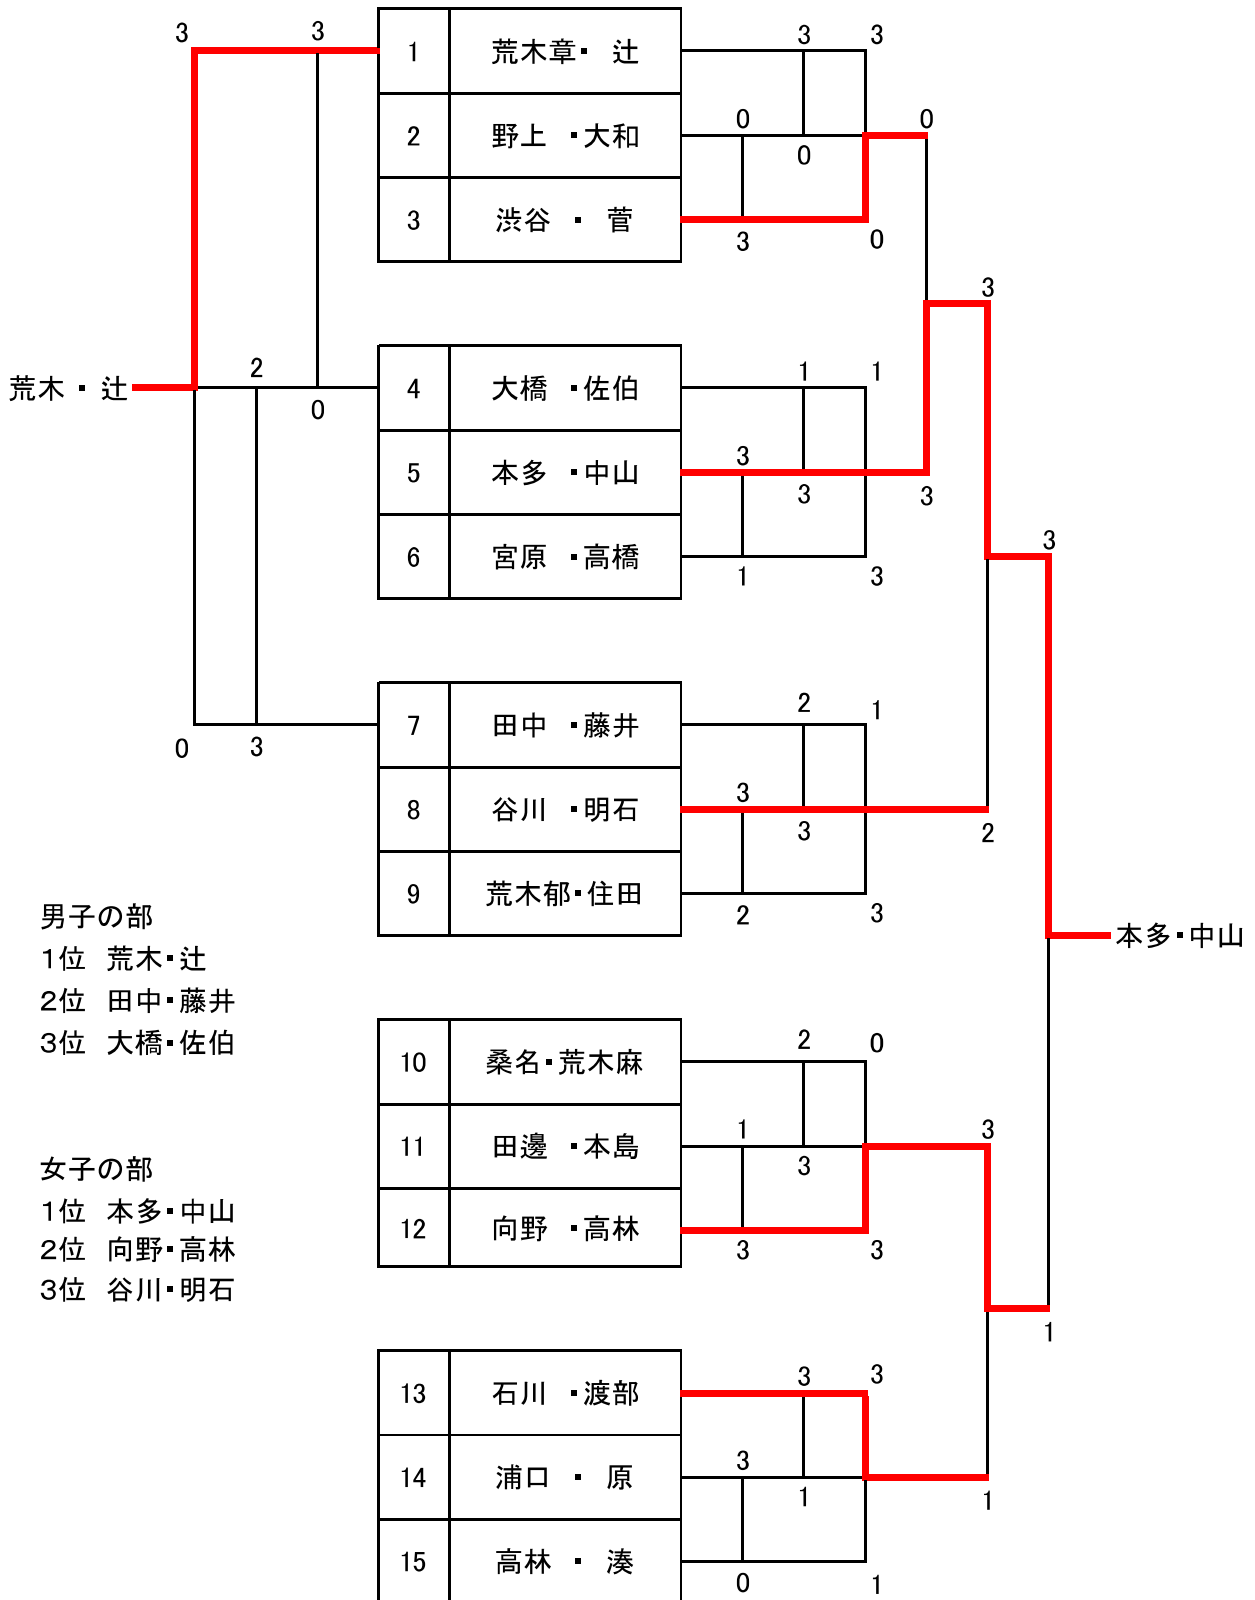 3 3 3 3
1 荒木章・ 辻
0 0
2 野上 ・大和
0
3 渋谷 ・ 菅
3 0
3
2 1 1
荒木・辻
4 大橋 ・佐伯
0
3
5 本多 ・中山
3 3
3
6 宮原 ・高橋
1 3
2 1
7 田中 ・藤井
0 3
3
8 谷川 ・明石
3 2
9 荒木郁・住田
2 3
男子の部
1位 荒木・辻
2位 田中・藤井
3位 大橋・佐伯
本多・中山
2 0
10 桑名・荒木麻
1 3
11 田邊 ・本島
3
12 向野 ・高林
3 3
女子の部
1位 本多・中山
2位 向野・高林
3位 谷川・明石
1
3 3
13 石川 ・渡部
3
14 浦口 ・ 原
1 1
15 高林 ・ 湊
0 1